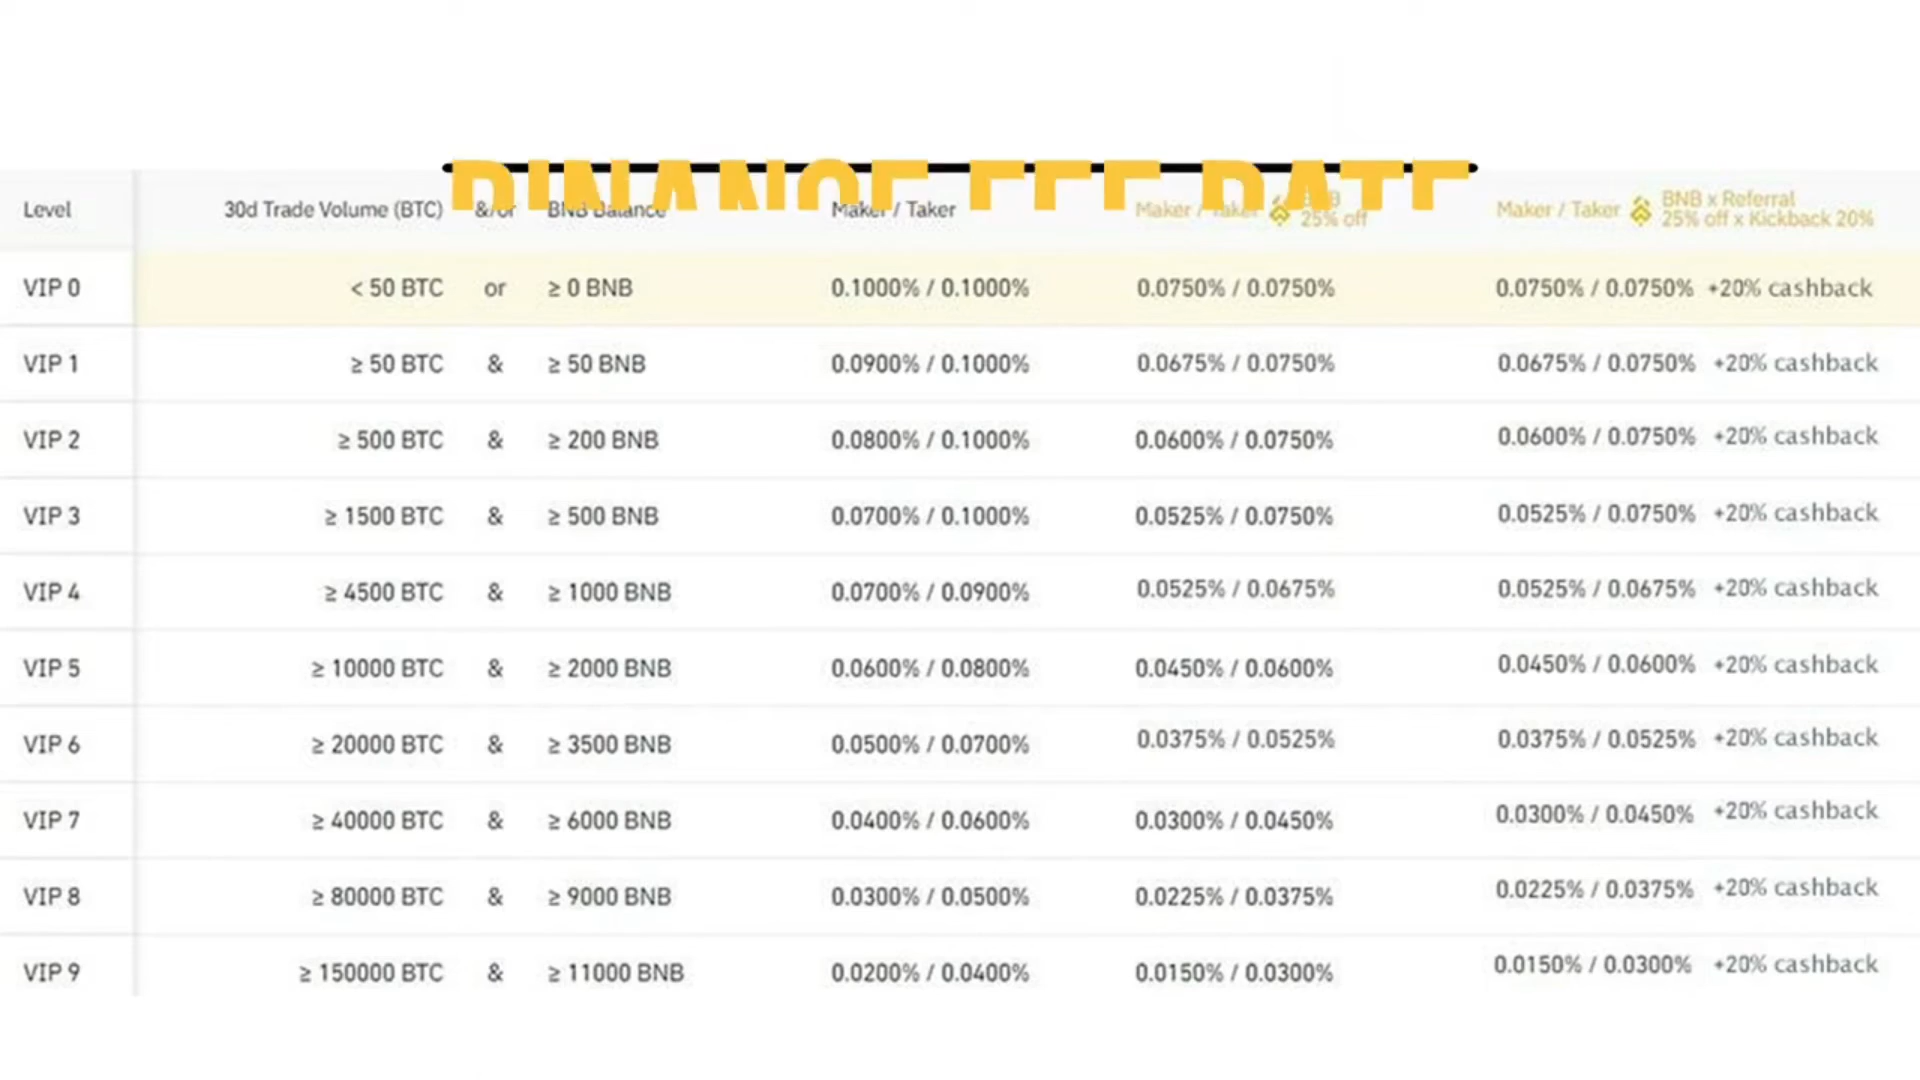 BINANCE FEE RATE
Level 30d Trade Volume (BTC) &/or BNB Balance Maker / Taker Maker / Taker BNB 25% off Maker / Taker BNB x Referral 25% off x Kickback 20%
VIP 0 < 50 BTC or ≥ 0 BNB 0.1000% / 0.1000% 0.0750% / 0.0750% 0.0750% / 0.0750% +20% cashback
VIP 1 ≥ 50 BTC & ≥ 50 BNB 0.0900% / 0.1000% 0.0675% / 0.0750% 0.0675% / 0.0750% +20% cashback
VIP 2 ≥ 500 BTC & ≥ 200 BNB 0.0800% / 0.1000% 0.0600% / 0.0750% 0.0600% / 0.0750% +20% cashback
VIP 3 ≥ 1500 BTC & ≥ 500 BNB 0.0700% / 0.1000% 0.0525% / 0.0750% 0.0525% / 0.0750% +20% cashback
VIP 4 ≥ 4500 BTC & ≥ 1000 BNB 0.0700% / 0.0900% 0.0525% / 0.0675% 0.0525% / 0.0675% +20% cashback
VIP 5 ≥ 10000 BTC & ≥ 2000 BNB 0.0600% / 0.0800% 0.0450% / 0.0600% 0.0450% / 0.0600% +20% cashback
VIP 6 ≥ 20000 BTC & ≥ 3500 BNB 0.0500% / 0.0700% 0.0375% / 0.0525% 0.0375% / 0.0525% +20% cashback
VIP 7 ≥ 40000 BTC & ≥ 6000 BNB 0.0400% / 0.0600% 0.0300% / 0.0450% 0.0300% / 0.0450% +20% cashback
VIP 8 ≥ 80000 BTC & ≥ 9000 BNB 0.0300% / 0.0500% 0.0225% / 0.0375% 0.0225% / 0.0375% +20% cashback
VIP 9 ≥ 150000 BTC & ≥ 11000 BNB 0.0200% / 0.0400% 0.0150% / 0.0300% 0.0150% / 0.0300% +20% cashback